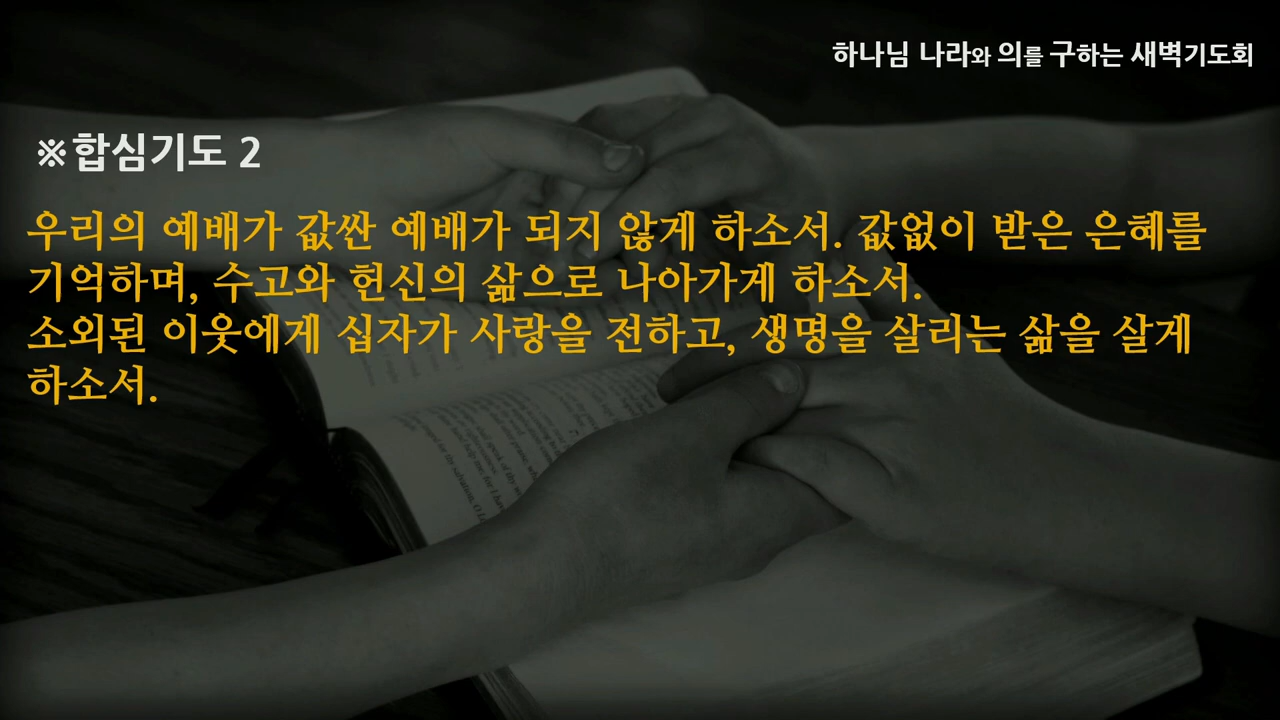 하나님 나라와 의를 구하는 새벽기도회
※합심기도 2
우리의 예배가 값싼 예배가 되지 않게 하소서. 값없이 받은 은혜를
기억하며, 수고와 헌신의 삶으로 나아가게 하소서.
소외된 이웃에게 십자가 사랑을 전하고, 생명을 살리는 삶을 살게
하소서.